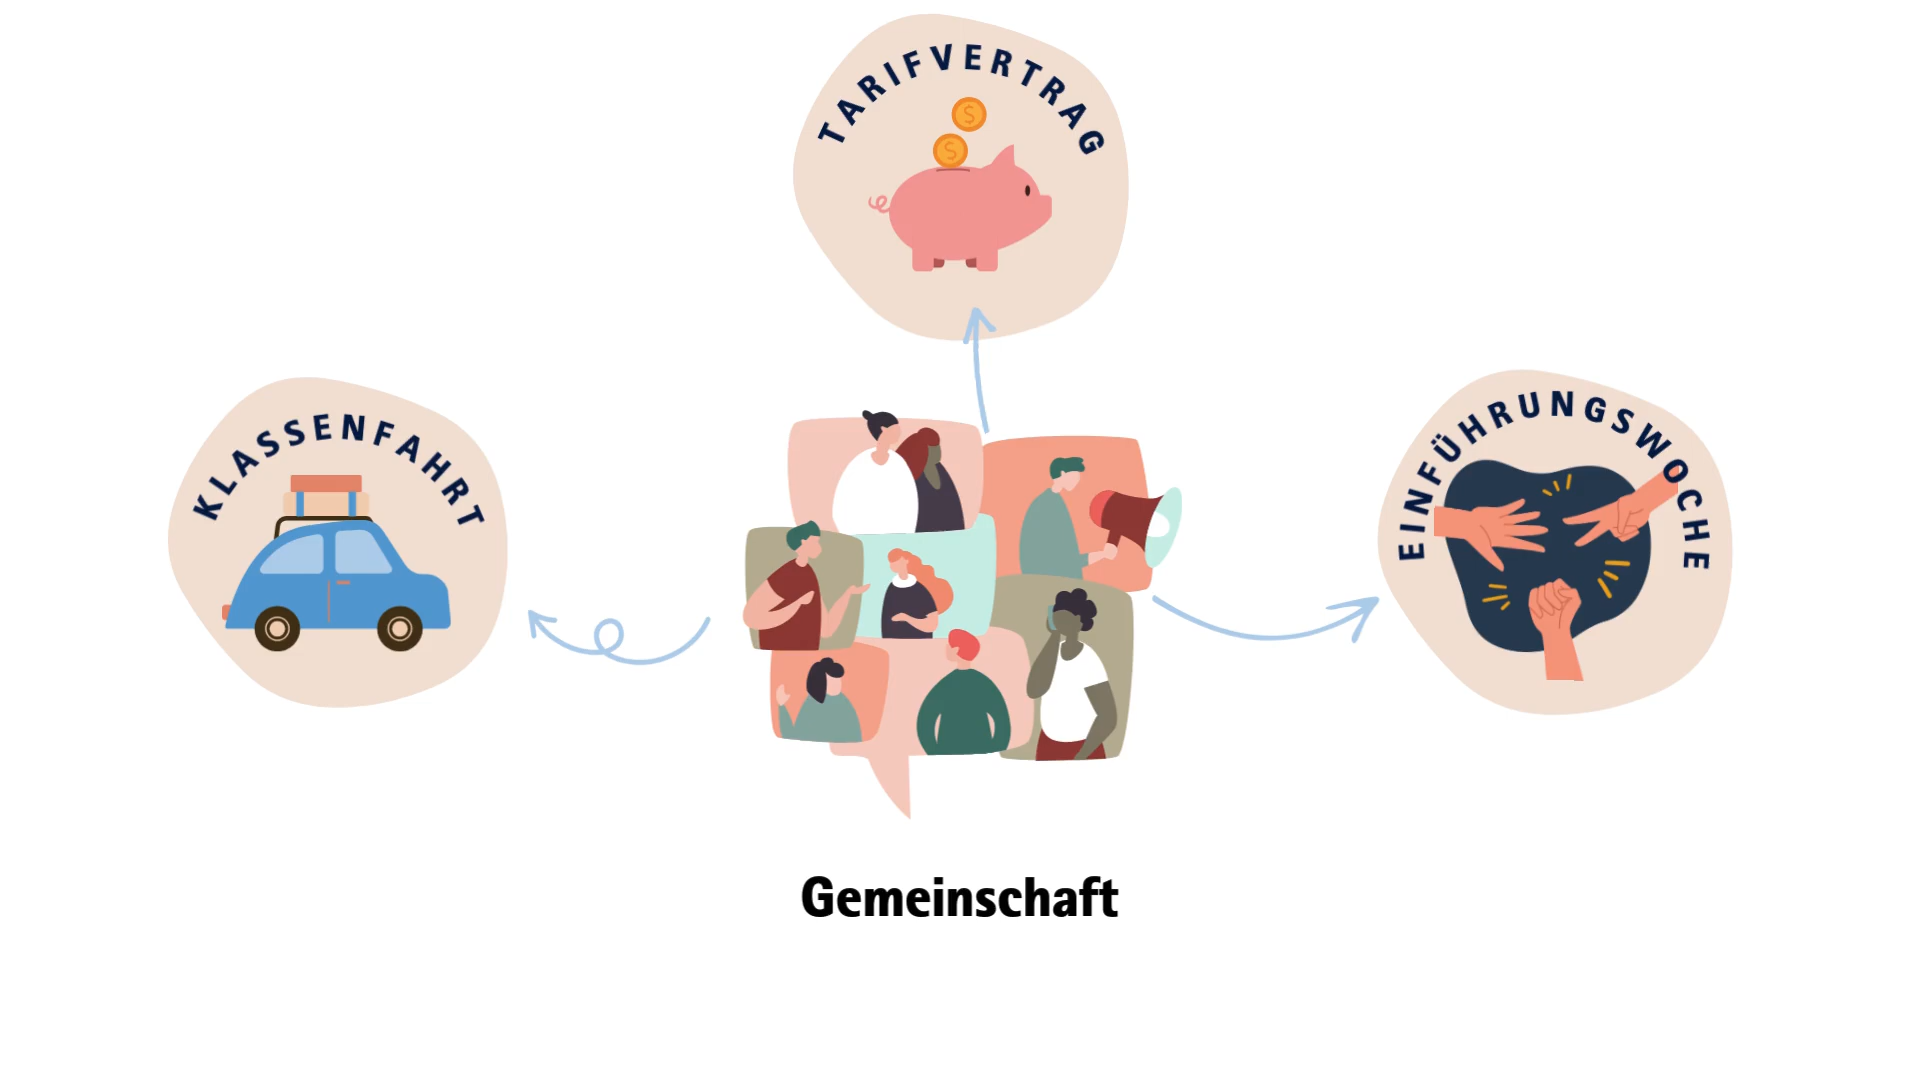 TARIFVERTRAG
$
$
KLASSENFAHRT
EINFÜHRUNGSWOCHE
Gemeinschaft